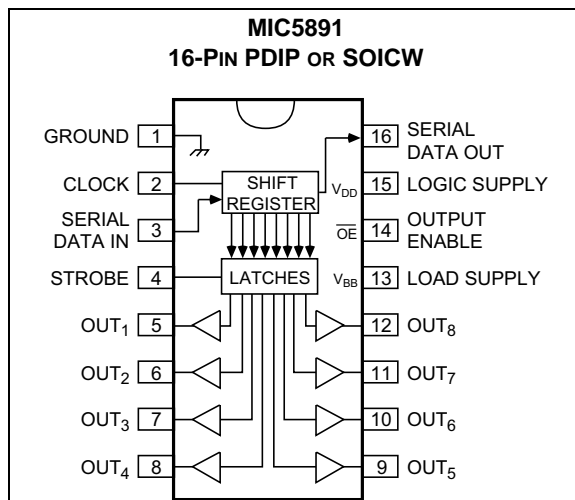 MIC5891
16-PIN PDIP OR SOICW
GROUND 1
CLOCK 2
SERIAL
DATA IN 3
STROBE 4
OUT1 5
OUT2 6
OUT3 7
OUT4 8
SHIFT
REGISTER
LATCHES
16 SERIAL
DATA OUT
VDD 15 LOGIC SUPPLY
OE 14 OUTPUT
ENABLE
VBB 13 LOAD SUPPLY
12 OUT8
11 OUT7
10 OUT6
9 OUT5